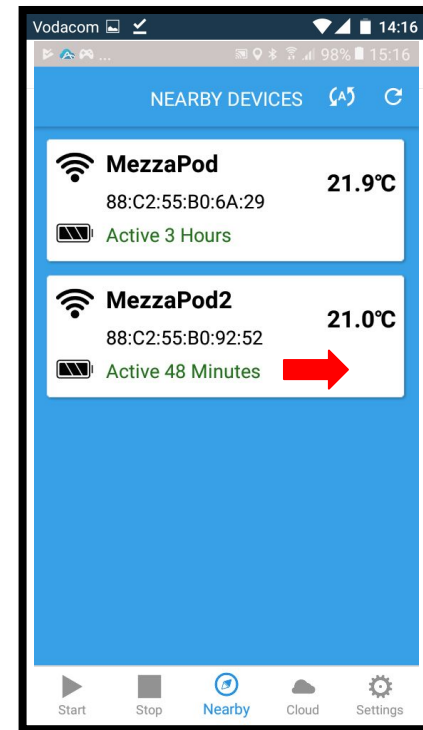 Vodacom 14:16
... 98% 15:16
NEARBY DEVICES A
MezzaPod
21.9°C
88:C2:55:B0:6A:29
Active 3 Hours
MezzaPod2
21.0°C
88:C2:55:B0:92:52
Active 48 Minutes
Start Stop Nearby Cloud Settings